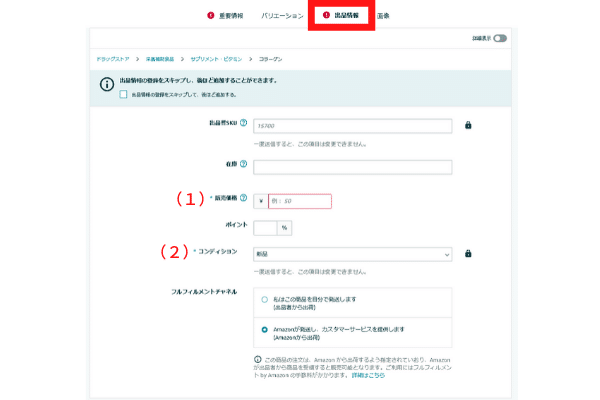 重要情報 バリエーション 出品情報 画像
詳細表示
ドラッグストア > 栄養補助食品 > サプリメント・ビタミン > コラーゲン
出品情報の登録をスキップし、後ほど追加することができます。
出品情報の登録をスキップして、後ほど追加する。
出品者SKU 15700
一度送信すると、この項目は変更できません。
在庫
(1) * 販売価格 ¥ 例: 50
ポイント %
(2) * コンディション 新品
一度送信すると、この項目は変更できません。
フルフィルメントチャネル 私はこの商品を自分で発送します
(出品者から出荷)
Amazonが発送し、カスタマーサービスを提供します
(Amazonから出荷)
この商品の注文は、Amazon から出荷するよう指定されていおり、Amazon
が出品者から商品を受領すると販売可能となります。ご利用にはフルフィルメン
ト by Amazon の手数料がかかります。 詳細はこちら